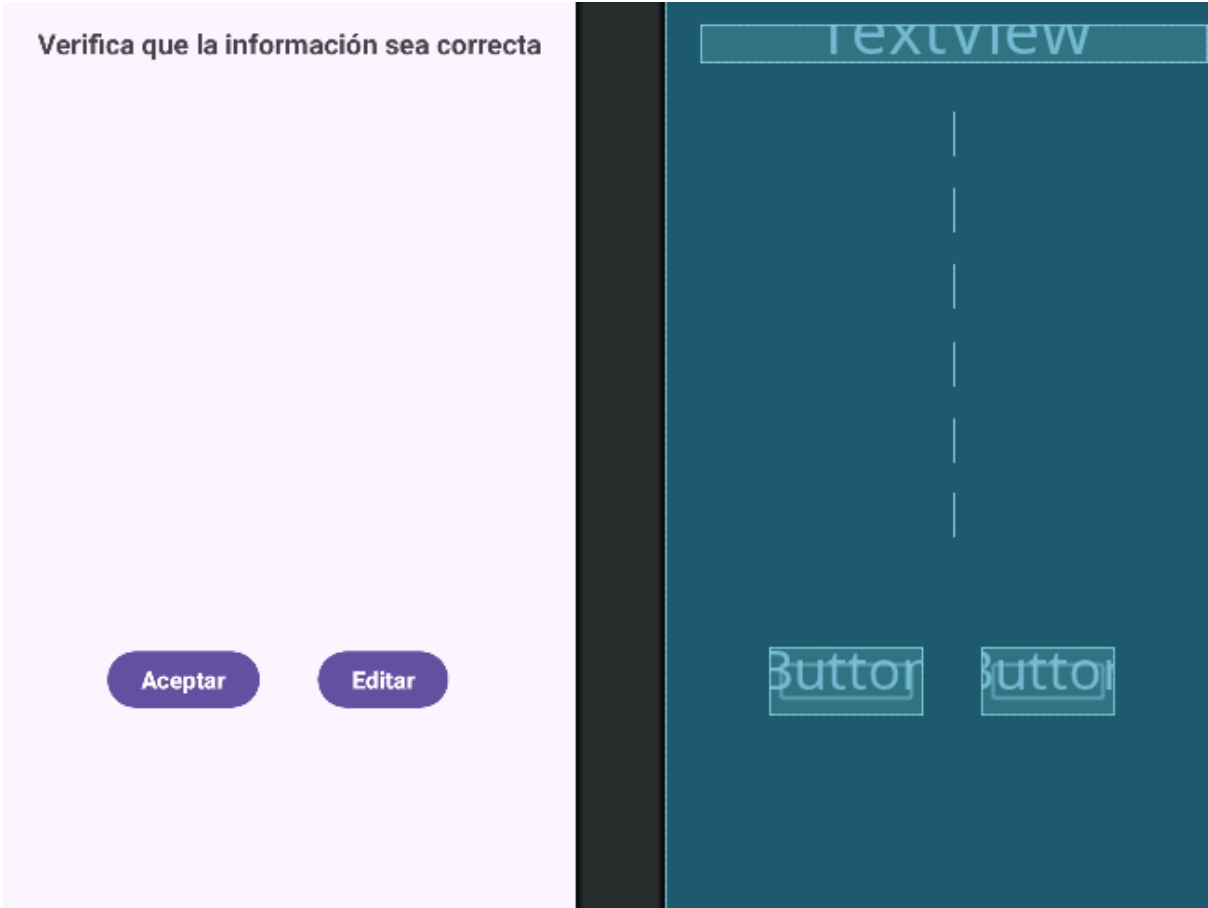 Verifica que la información sea correcta
TextView
Aceptar
Editar
Button
Button